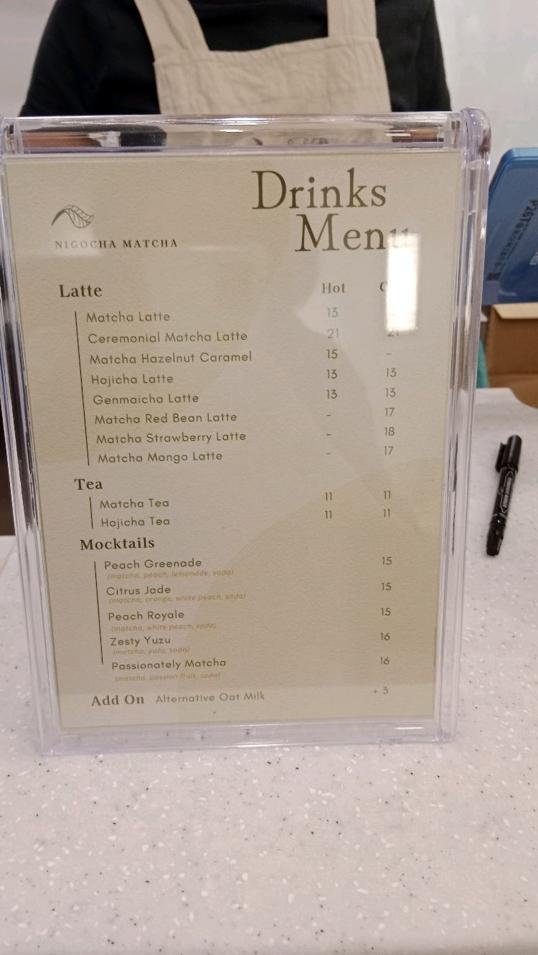 NIGOCHA MATCHA
Drinks
Menu
Latte Hot
Matcha Latte 13
Ceremonial Matcha Latte 21 21
Matcha Hazelnut Caramel 15 -
Hojicha Latte 13 13
Genmaicha Latte 13 13
Matcha Red Bean Latte - 17
Matcha Strawberry Latte - 18
Matcha Mango Latte - 17
Tea
Matcha Tea 11 11
Hojicha Tea 11 11
Mocktails
Peach Greenade 15
(matcha, peach, lemonade, soda)
Citrus Jade 15
(matcha, orange, white peach, soda)
Peach Royale 15
(matcha, white peach, soda)
Zesty Yuzu 16
(matcha, yuzu, soda)
Passionately Matcha 16
(matcha, passion fruit, soda)
Add On Alternative Oat Milk + 3